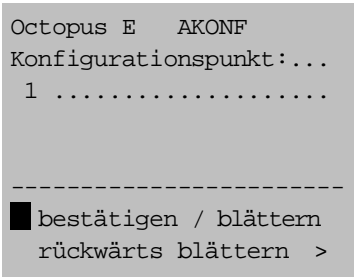 Octopus E   AKONF
Konfigurationspunkt:...
1 ....................
------------------------
bestätigen / blättern
rückwärts blättern  >